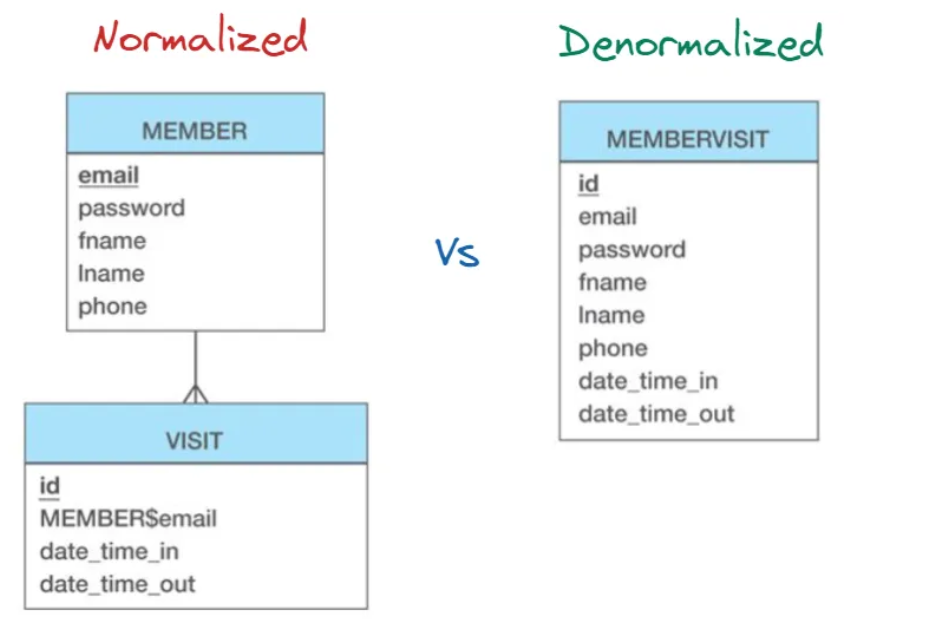 Normalized
MEMBER
email
password
fname
lname
phone
VISIT
id
MEMBER$email
date_time_in
date_time_out
Vs
Denormalized
MEMBERVISIT
id
email
password
fname
lname
phone
date_time_in
date_time_out